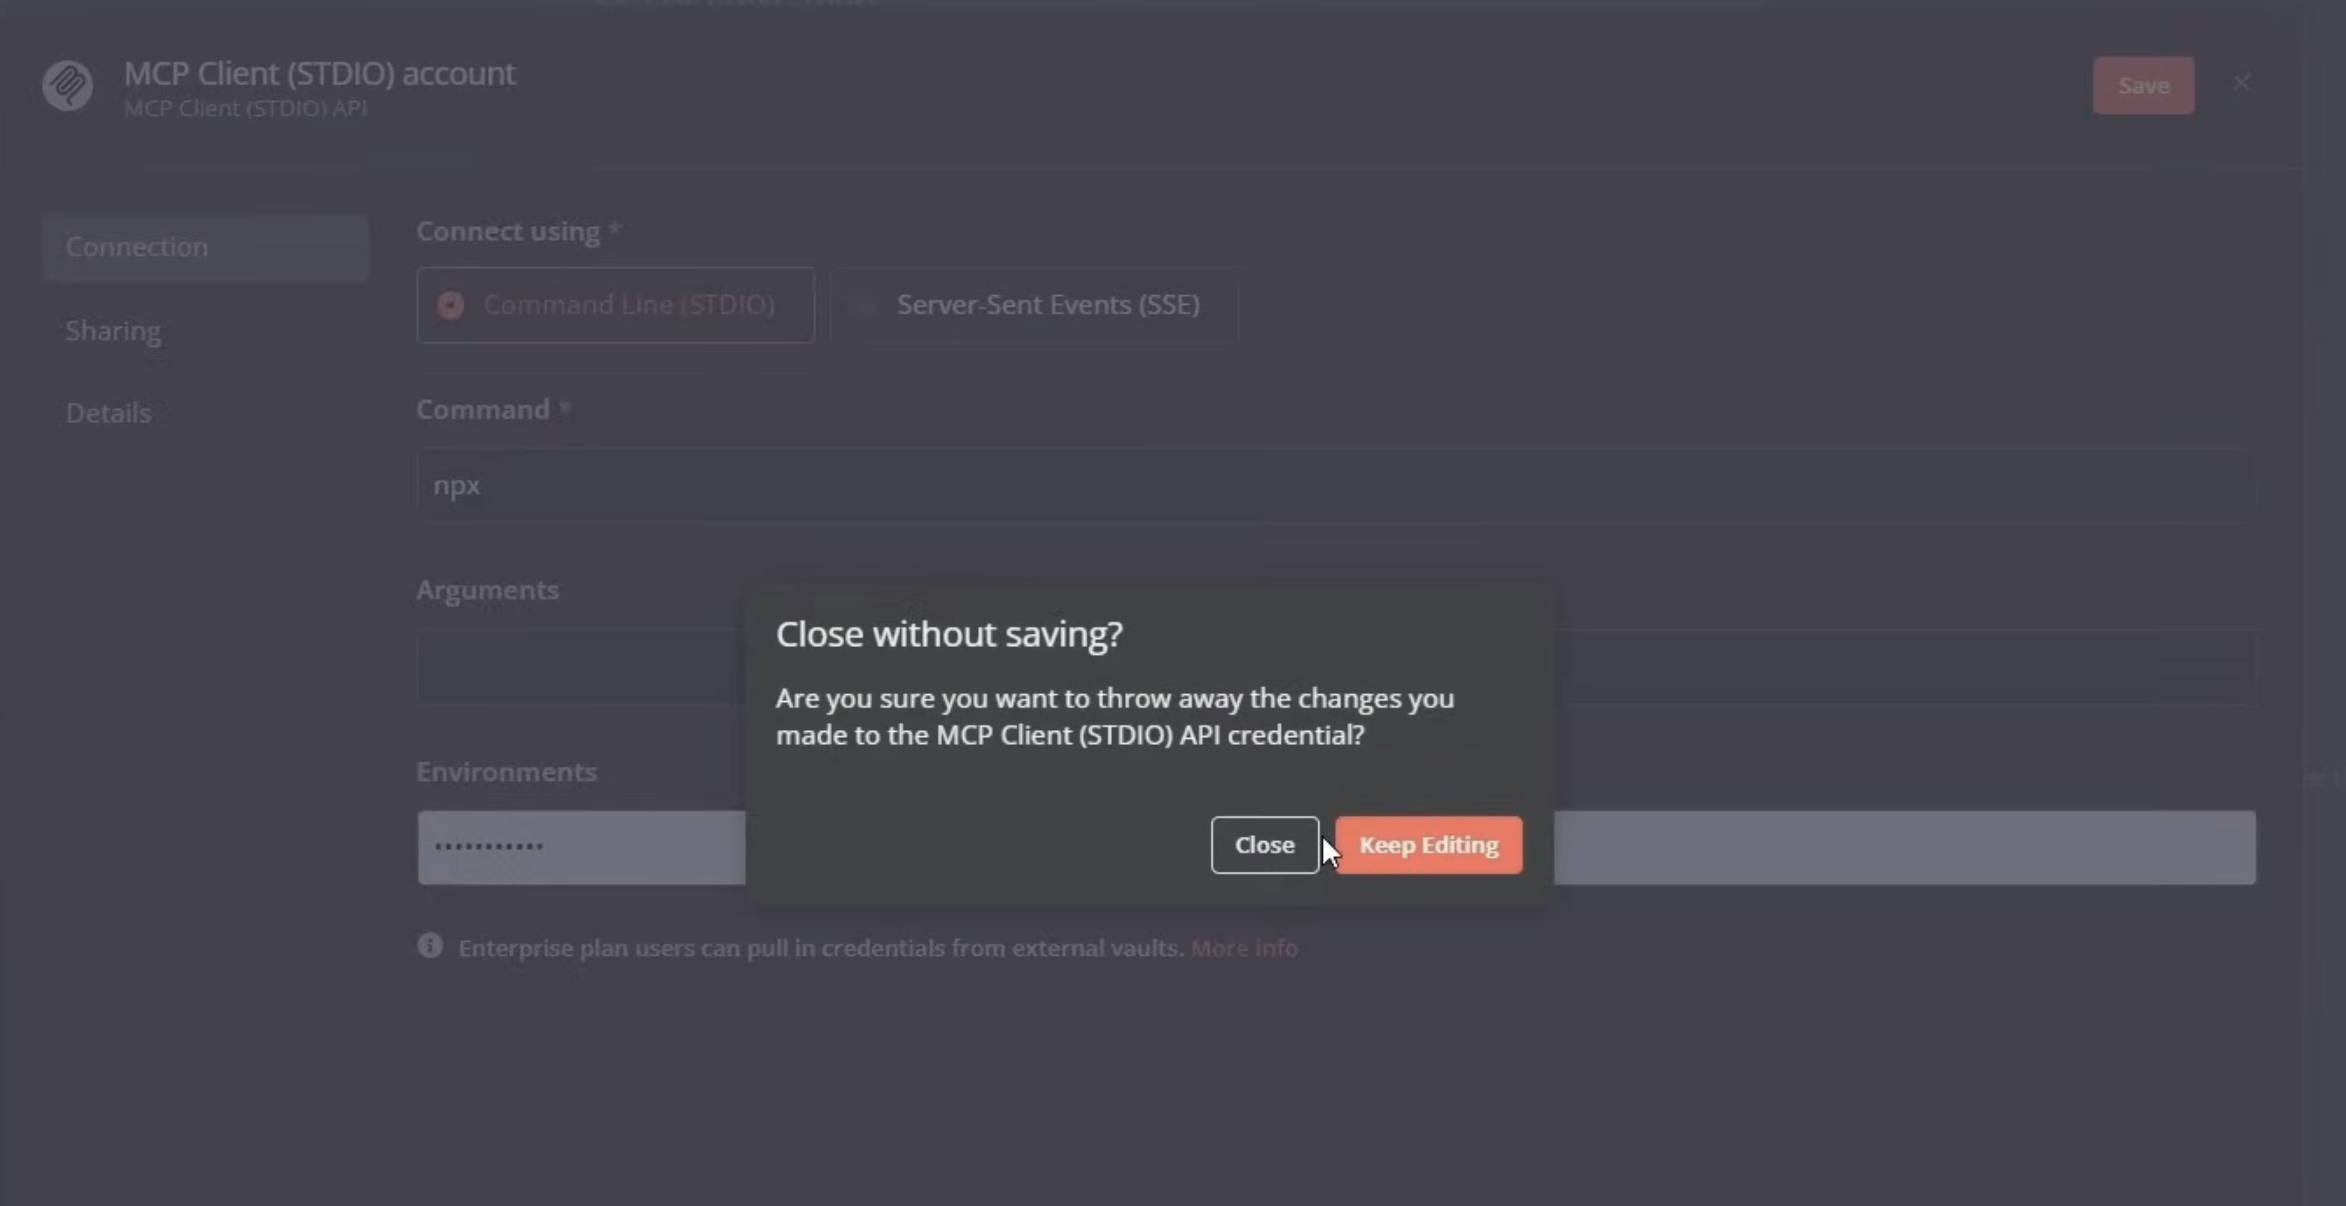 MCP Client (STDIO) account
MCP Client (STDIO) API
Save
Connection
Sharing
Details
Connect using *
Command Line (STDIO)
Server-Sent Events (SSE)
Command *
npx
Arguments
Close without saving?
Are you sure you want to throw away the changes you
made to the MCP Client (STDIO) API credential?
Close
Keep Editing
Environments
•••••••••••
Enterprise plan users can pull in credentials from external vaults. More info